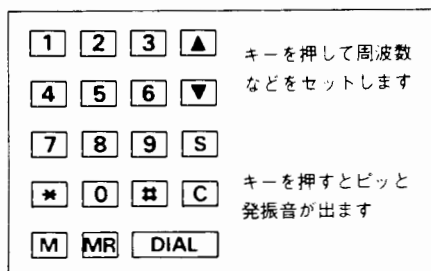 1 2 3 ▲
キーを押して周波数
などをセットします
4 5 6 ▼
7 8 9 S
キーを押すとピッと
発振音が出ます
* 0 # C
M MR DIAL